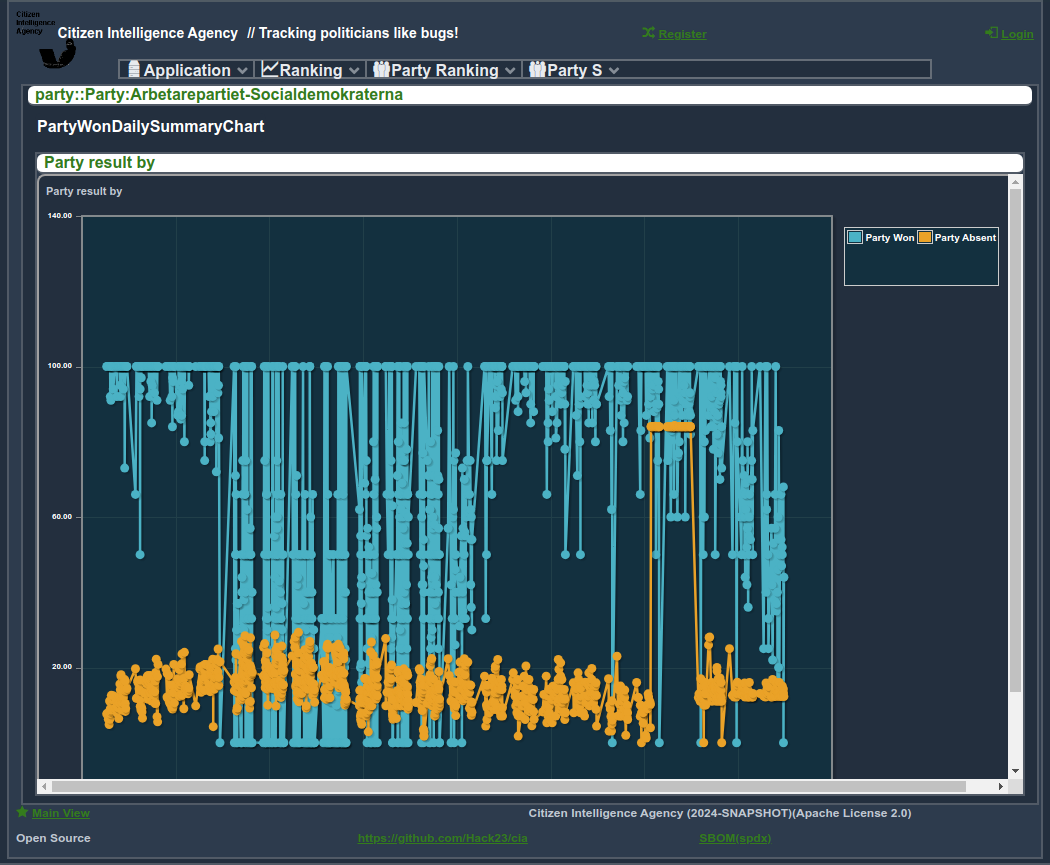 Citizen
Intelligence
Agency
Citizen Intelligence Agency // Tracking politicians like bugs!
Register
Login
Application
Ranking
Party Ranking
Party S
party::Party:Arbetarepartiet-Socialdemokraterna
PartyWonDailySummaryChart
Party result by
Party result by
140.00
Party Won Party Absent
100.00
60.00
20.00
Main View
Citizen Intelligence Agency (2024-SNAPSHOT)(Apache License 2.0)
Open Source
https://github.com/Hack23/cia
SBOM(spdx)